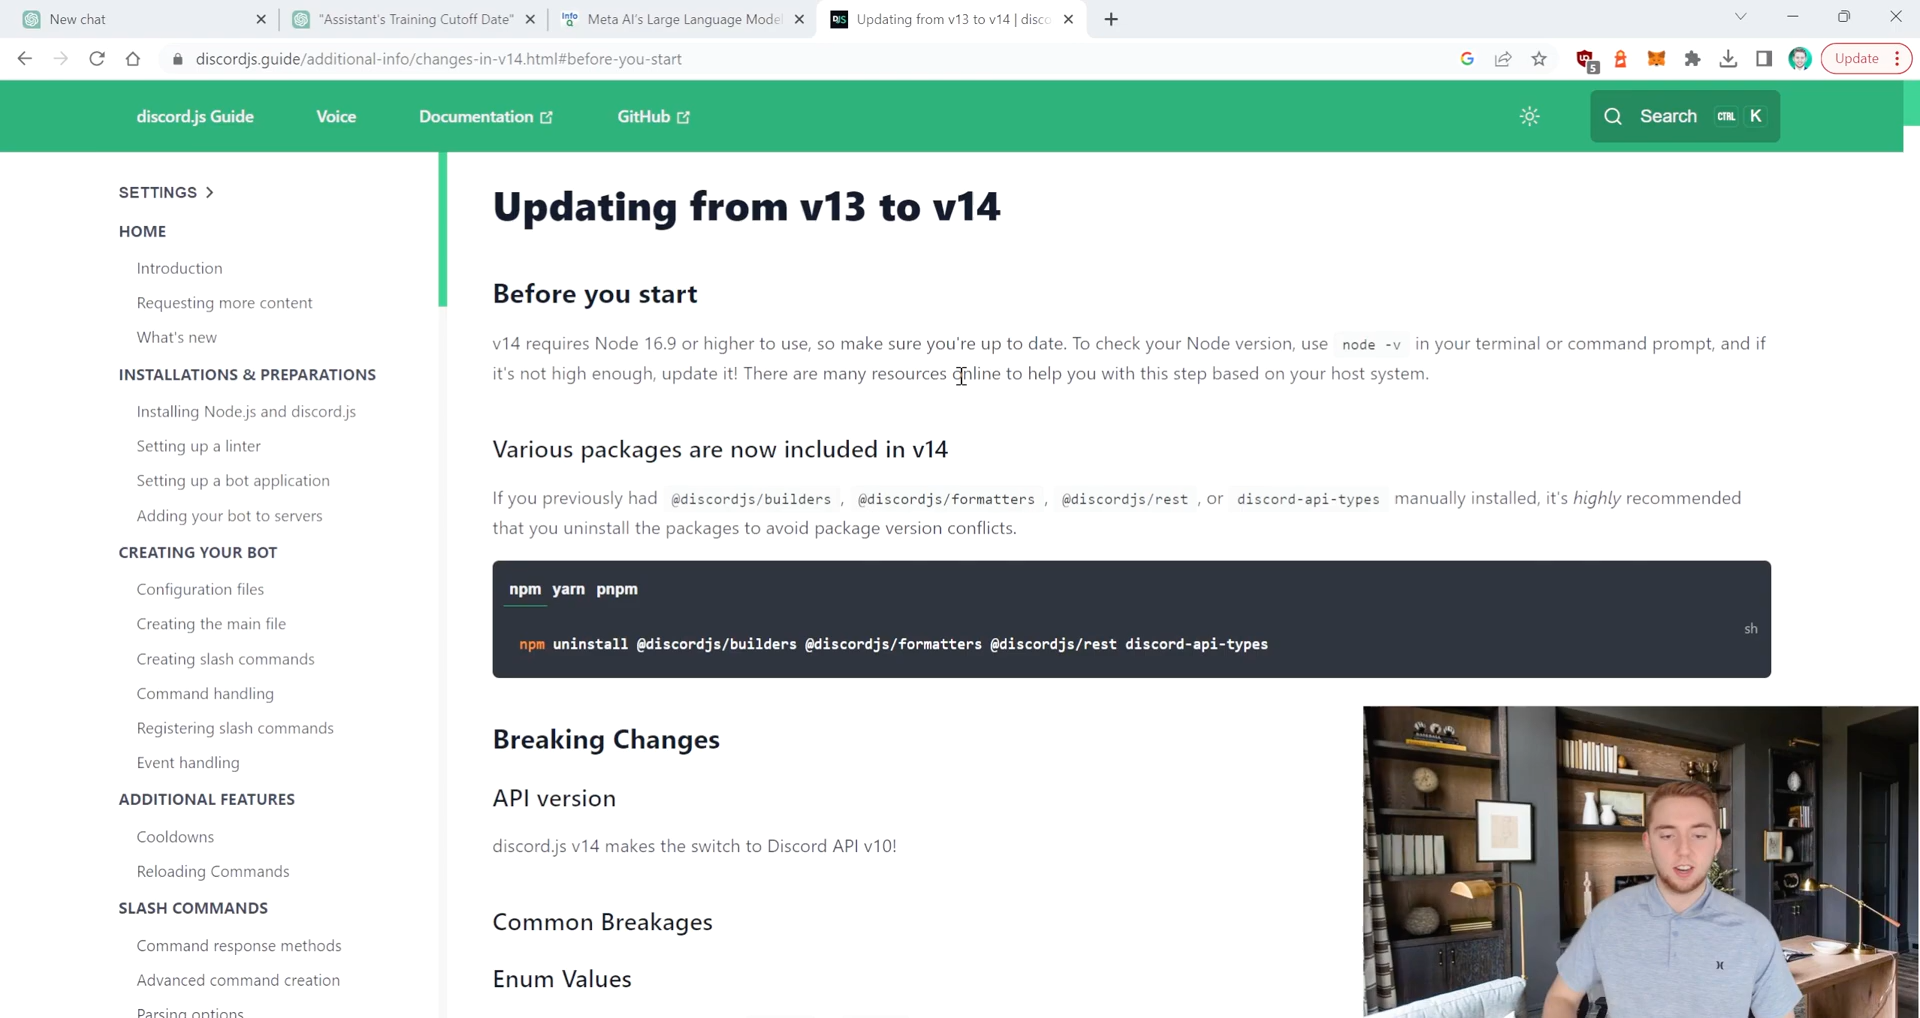 New chat
"Assistant's Training Cutoff Date"
Meta AI's Large Language Model
Updating from v13 to v14 | disco
discordjs.guide/additional-info/changes-in-v14.html#before-you-start
5
Update
discord.js Guide
Voice
Documentation
GitHub
Search CTRL K
SETTINGS
HOME
Introduction
Requesting more content
What's new
INSTALLATIONS & PREPARATIONS
Installing Node.js and discord.js
Setting up a linter
Setting up a bot application
Adding your bot to servers
CREATING YOUR BOT
Configuration files
Creating the main file
Creating slash commands
Command handling
Registering slash commands
Event handling
ADDITIONAL FEATURES
Cooldowns
Reloading Commands
SLASH COMMANDS
Command response methods
Advanced command creation
Parsing options
Updating from v13 to v14
Before you start
v14 requires Node 16.9 or higher to use, so make sure you're up to date. To check your Node version, use node -v in your terminal or command prompt, and if
it's not high enough, update it! There are many resources online to help you with this step based on your host system.
Various packages are now included in v14
If you previously had @discordjs/builders , @discordjs/formatters , @discordjs/rest , or discord-api-types manually installed, it's highly recommended
that you uninstall the packages to avoid package version conflicts.
npm yarn pnpm
sh
npm uninstall @discordjs/builders @discordjs/formatters @discordjs/rest discord-api-types
Breaking Changes
API version
discord.js v14 makes the switch to Discord API v10!
Common Breakages
Enum Values